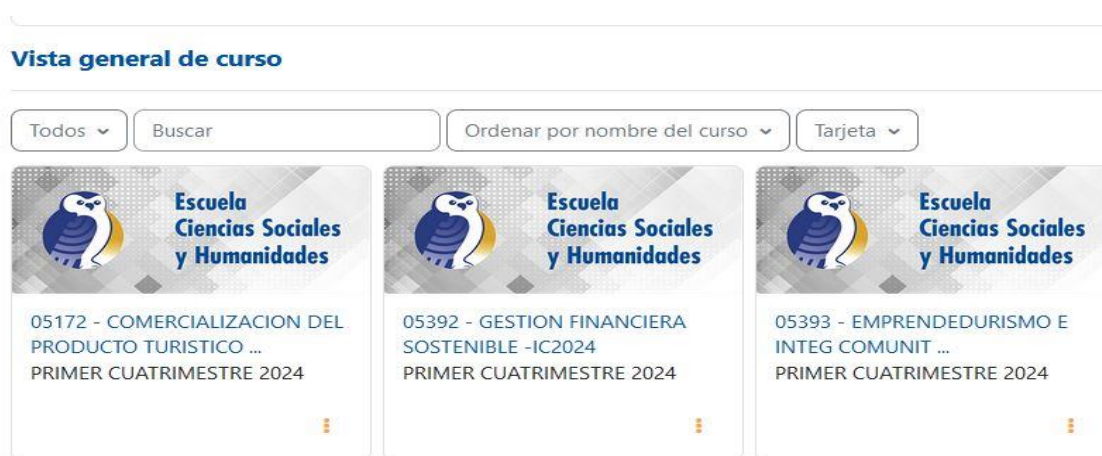 Vista general de curso
Todos Buscar Ordenar por nombre del curso Tarjeta
Escuela
Ciencias Sociales
y Humanidades
05172 - COMERCIALIZACION DEL
PRODUCTO TURISTICO ...
PRIMER CUATRIMESTRE 2024
Escuela
Ciencias Sociales
y Humanidades
05392 - GESTION FINANCIERA
SOSTENIBLE -IC2024
PRIMER CUATRIMESTRE 2024
Escuela
Ciencias Sociales
y Humanidades
05393 - EMPRENDEDURISMO E
INTEG COMUNIT ...
PRIMER CUATRIMESTRE 2024